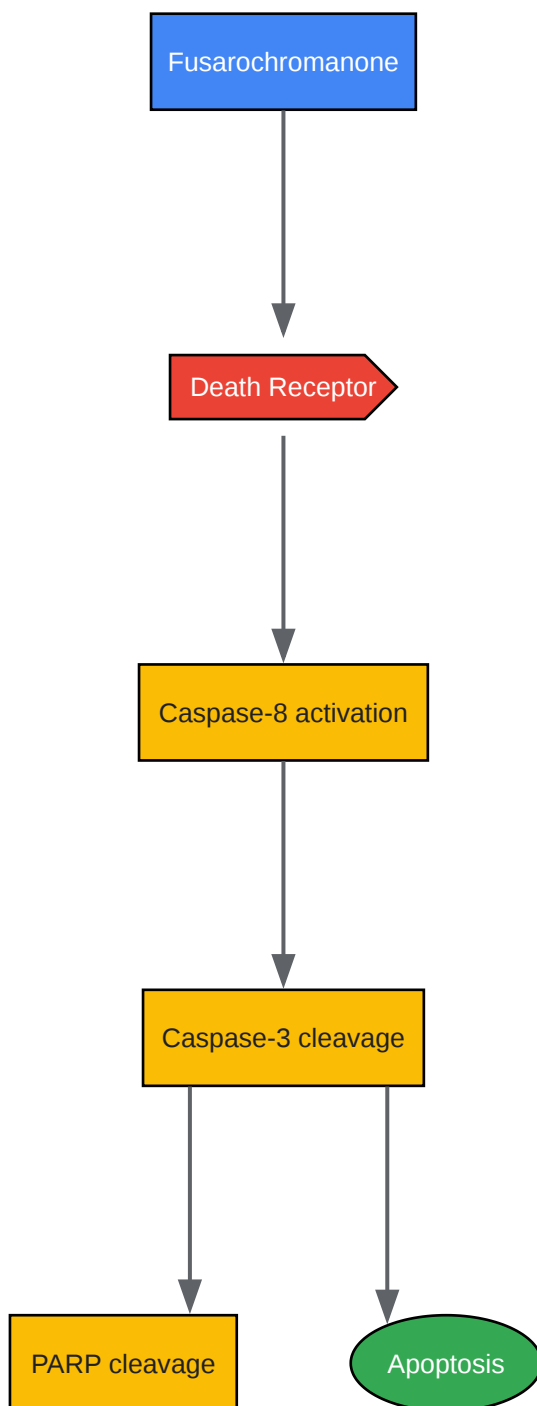 Fusarochromanone
Death Receptor
Caspase-8 activation
Caspase-3 cleavage
PARP cleavage
Apoptosis